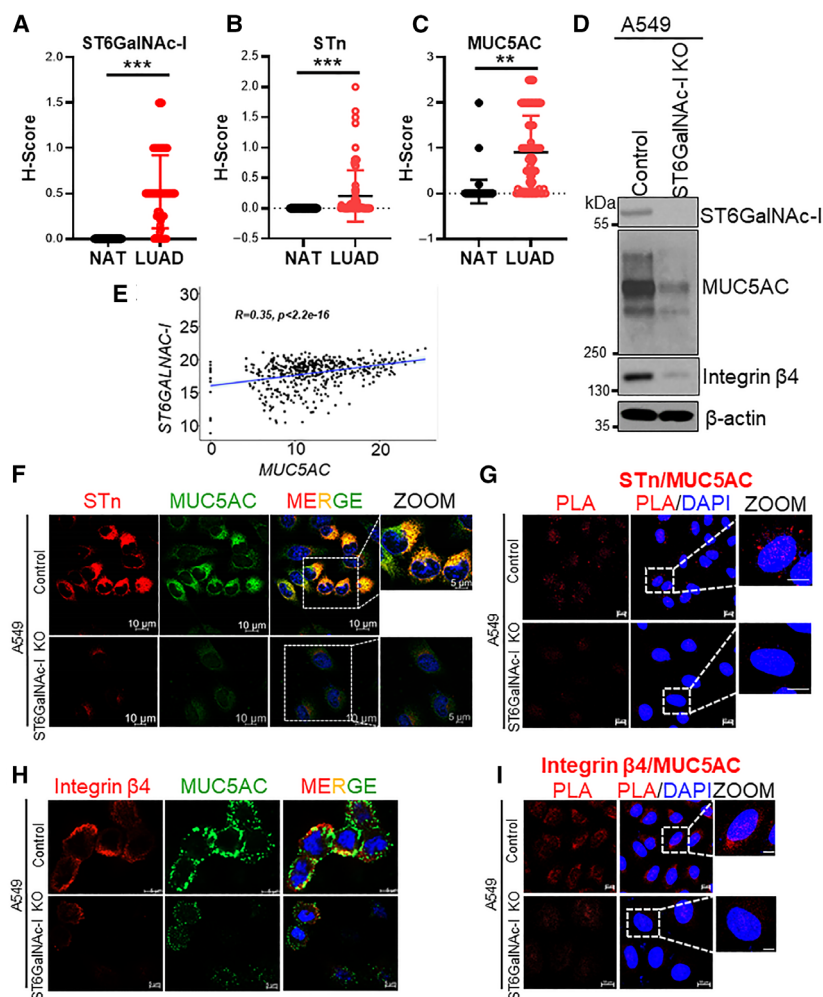 A
ST6GalNAc-I
***
H-Score
2.0
1.5
1.0
0.5
0.0
NAT LUAD
B
STn
***
H-Score
2.5
2.0
1.5
1.0
0.5
0.0
−0.5
NAT LUAD
C
MUC5AC
**
H-Score
3
2
1
0
−1
NAT LUAD
D
A549
Control
ST6GalNAc-I KO
kDa
55
ST6GalNAc-I
MUC5AC
250
130
Integrin β4
35
β-actin
E
R=0.35, p<2.2e-16
ST6GALNAC-I
30
25
20
15
10
0 10 20
MUC5AC
F
STn MUC5AC MERGE ZOOM
A549
Control
10 µm 10 µm 10 µm 5 µm
ST6GalNAc-I KO
10 µm 10 µm 10 µm 5 µm
G
STn/MUC5AC
PLA PLA/DAPI ZOOM
A549
Control
ST6GalNAc-I KO
H
Integrin β4 MUC5AC MERGE
A549
Control
ST6GalNAc-I KO
I
Integrin β4/MUC5AC
PLA PLA/DAPI ZOOM
A549
Control
ST6GalNAc-I KO